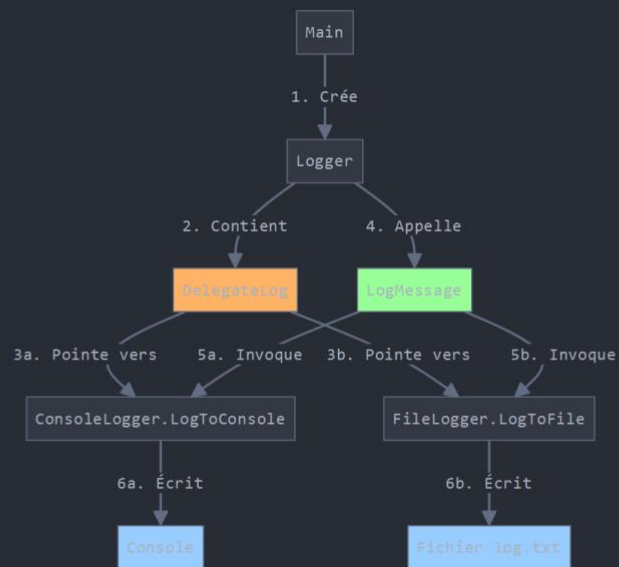 Main
1. Crée
Logger
2. Contient
4. Appelle
DelegateLog
LogMessage
3a. Pointe vers
5a. Invoque
3b. Pointe vers
5b. Invoque
ConsoleLogger.LogToConsole
FileLogger.LogToFile
6a. Écrit
6b. Écrit
Console
Fichier log.txt